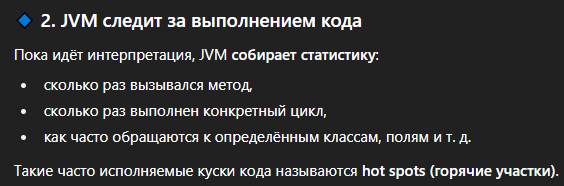 🔷 2. JVM следит за выполнением кода
Пока идёт интерпретация, JVM собирает статистику:
• сколько раз вызывался метод,
• сколько раз выполнен конкретный цикл,
• как часто обращаются к определённым классам, полям и т. д.
Такие часто исполняемые куски кода называются hot spots (горячие участки).